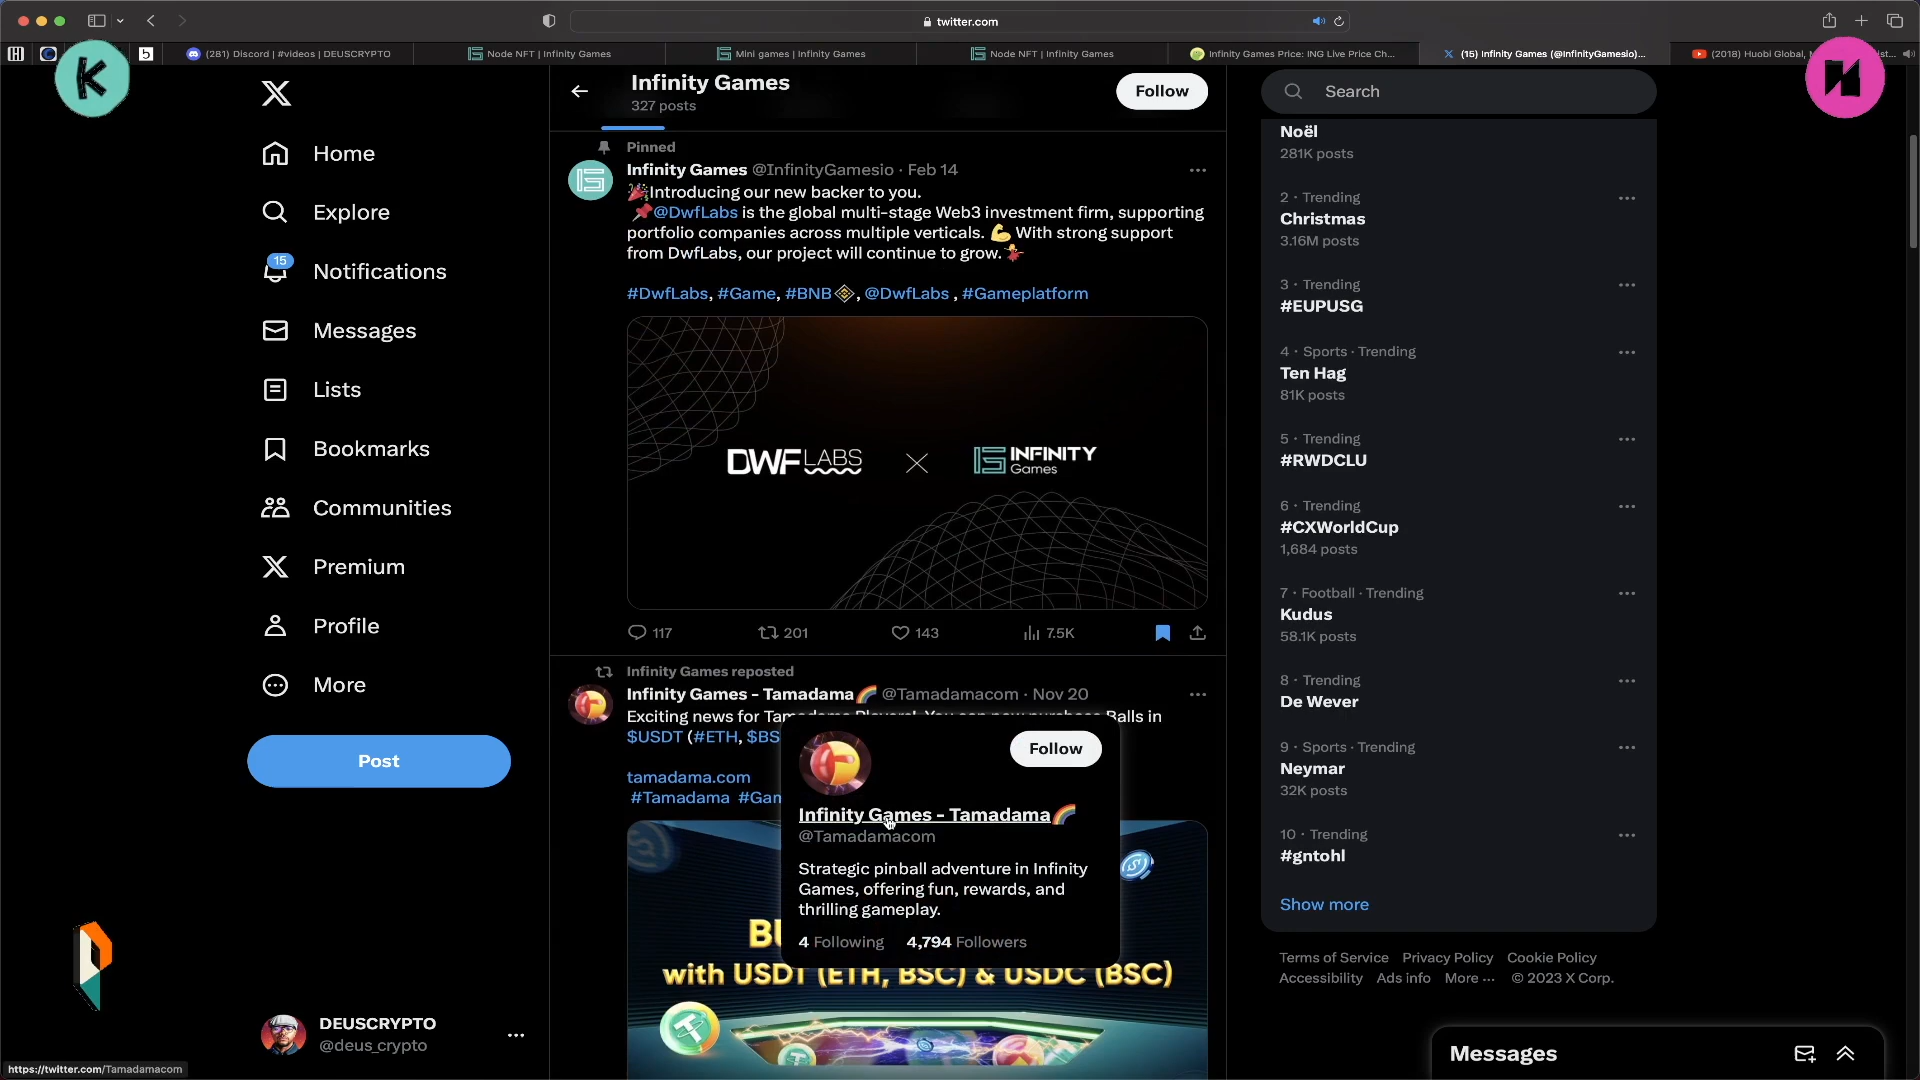 twitter.com
(281) Discord | #videos | DEUSCRYPTO
Node NFT | Infinity Games
Mini games | Infinity Games
Node NFT | Infinity Games
Infinity Games Price: ING Live Price Ch...
(15) Infinity Games (@InfinityGamesio)...
(2018) Huobi Global,
K
Infinity Games
327 posts
Follow
Search
Home
Explore
15
Notifications
Messages
Lists
Bookmarks
Communities
Premium
Profile
More
Post
DEUSCRYPTO
@deus_crypto
https://twitter.com/Tamadamacom
Pinned
Infinity Games @InfinityGamesio · Feb 14
Introducing our new backer to you.
@DwfLabs is the global multi-stage Web3 investment firm, supporting
portfolio companies across multiple verticals. 💪 With strong support
from DwfLabs, our project will continue to grow.
#DwfLabs, #Game, #BNB, @DwfLabs , #Gameplatform
DWF LABS
INFINITY
Games
117
201
143
7.5K
Infinity Games reposted
Infinity Games - Tamadama🌈 @Tamadamacom · Nov 20
Exciting news for
Balls in
$USDT (#ETH, $BS
tamadama.com
#Tamadama #Gam
Follow
Infinity Games - Tamadama🌈
@Tamadamacom
Strategic pinball adventure in Infinity
Games, offering fun, rewards, and
thrilling gameplay.
4 Following 4,794 Followers
with USDT (ETH, BSC) & USDC (BSC)
Noël
281K posts
2 · Trending
Christmas
3.16M posts
3 · Trending
#EUPUSG
4 · Sports · Trending
Ten Hag
81K posts
5 · Trending
#RWDCLU
6 · Trending
#CXWorldCup
1,684 posts
7 · Football · Trending
Kudus
58.1K posts
8 · Trending
De Wever
9 · Sports · Trending
Neymar
32K posts
10 · Trending
#gntohl
Show more
Terms of Service Privacy Policy Cookie Policy
Accessibility Ads info More ··· © 2023 X Corp.
Messages